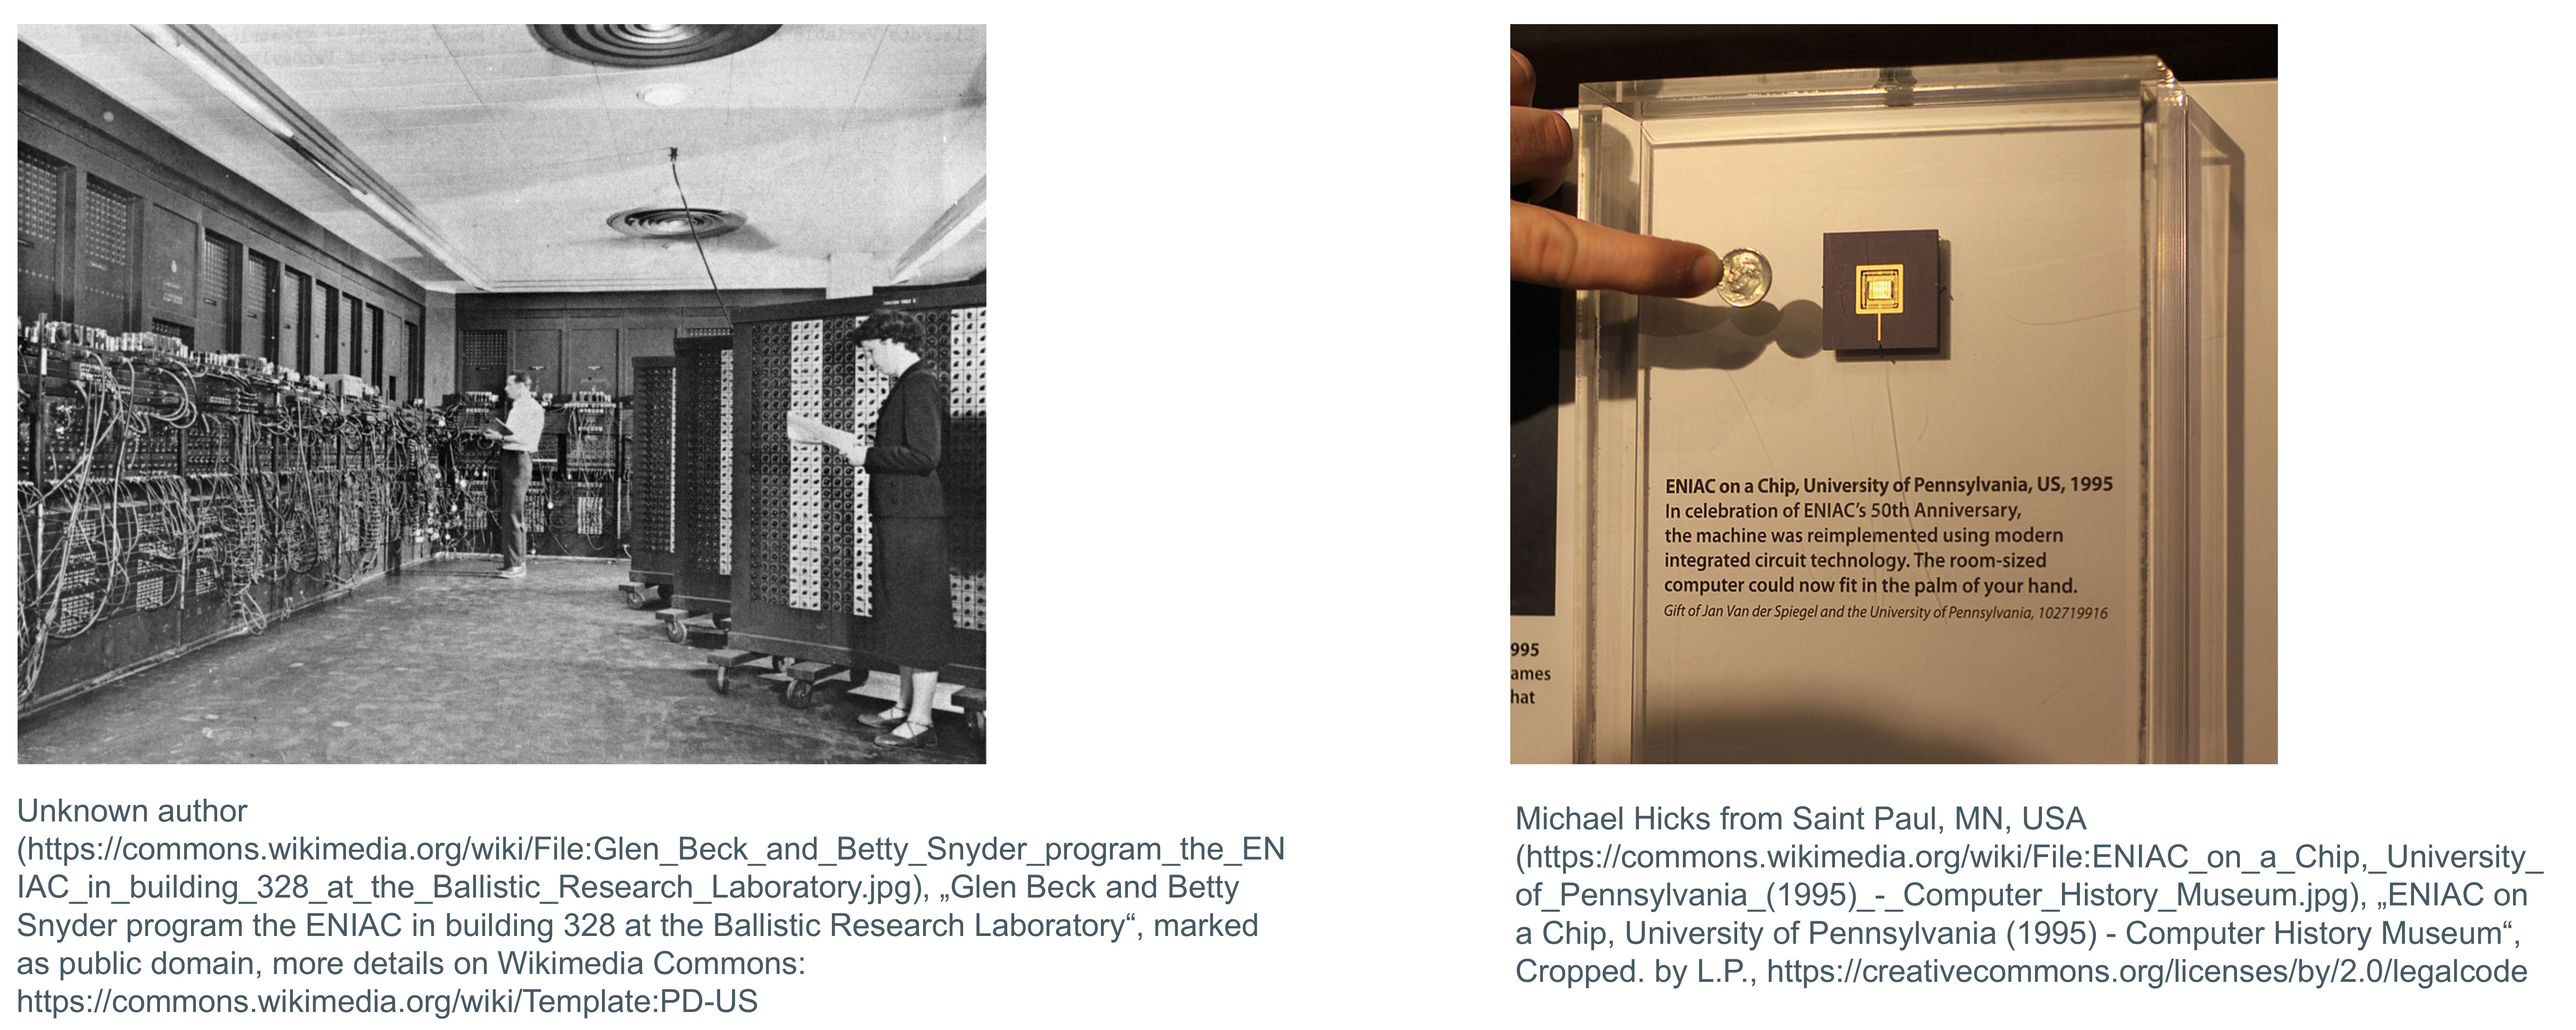 ENIAC on a Chip, University of Pennsylvania, US, 1995
In celebration of ENIAC's 50th Anniversary,
the machine was reimplemented using modern
integrated circuit technology. The room-sized
computer could now fit in the palm of your hand.
Gift of Jan Van der Spiegel and the University of Pennsylvania, 102719916
995
ames
hat
Unknown author
(https://commons.wikimedia.org/wiki/File:Glen_Beck_and_Betty_Snyder_program_the_EN
IAC_in_building_328_at_the_Ballistic_Research_Laboratory.jpg), „Glen Beck and Betty
Snyder program the ENIAC in building 328 at the Ballistic Research Laboratory“, marked
as public domain, more details on Wikimedia Commons:
https://commons.wikimedia.org/wiki/Template:PD-US
Michael Hicks from Saint Paul, MN, USA
(https://commons.wikimedia.org/wiki/File:ENIAC_on_a_Chip,_University_
of_Pennsylvania_(1995)_-_Computer_History_Museum.jpg), „ENIAC on
a Chip, University of Pennsylvania (1995) - Computer History Museum“,
Cropped. by L.P., https://creativecommons.org/licenses/by/2.0/legalcode